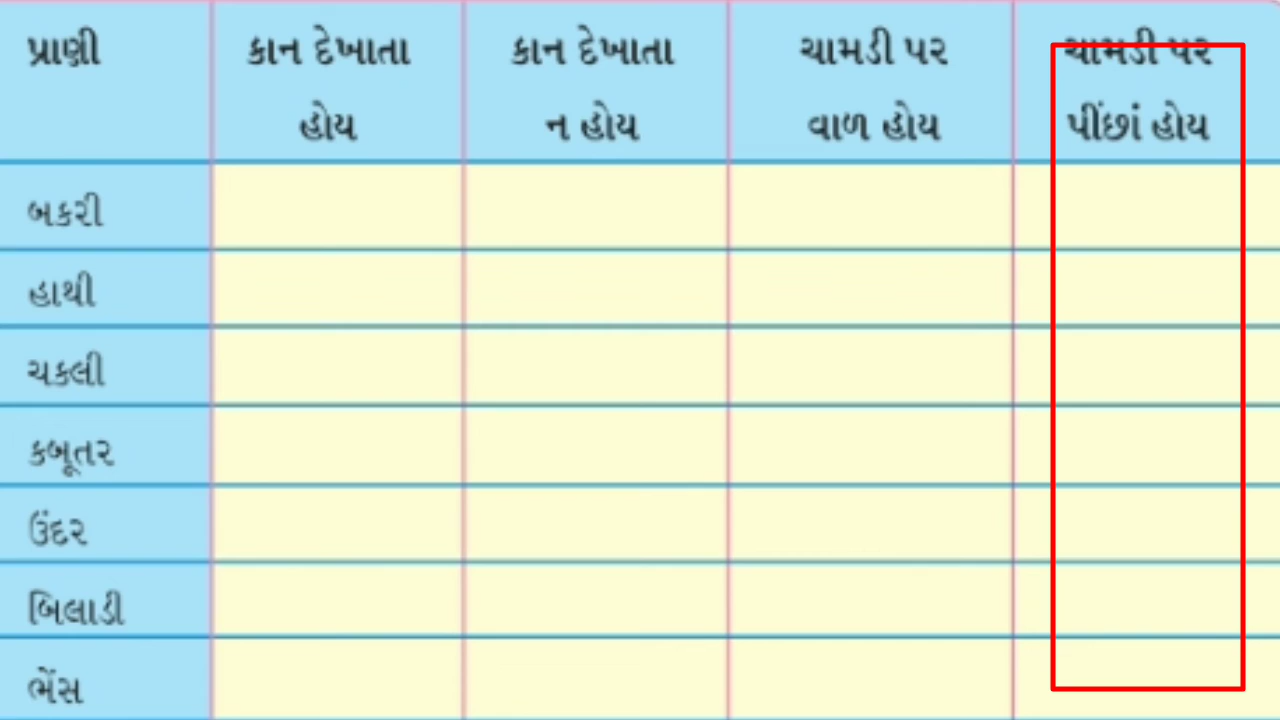 પ્રાણી કાન દેખાતા કાન દેખાતા ચામડી પર ચામડી પર
હોય ન હોય વાળ હોય પીંછાં હોય
બકરી
હાથી
ચકલી
કબૂતર
ઉંદર
બિલાડી
ભેંસ